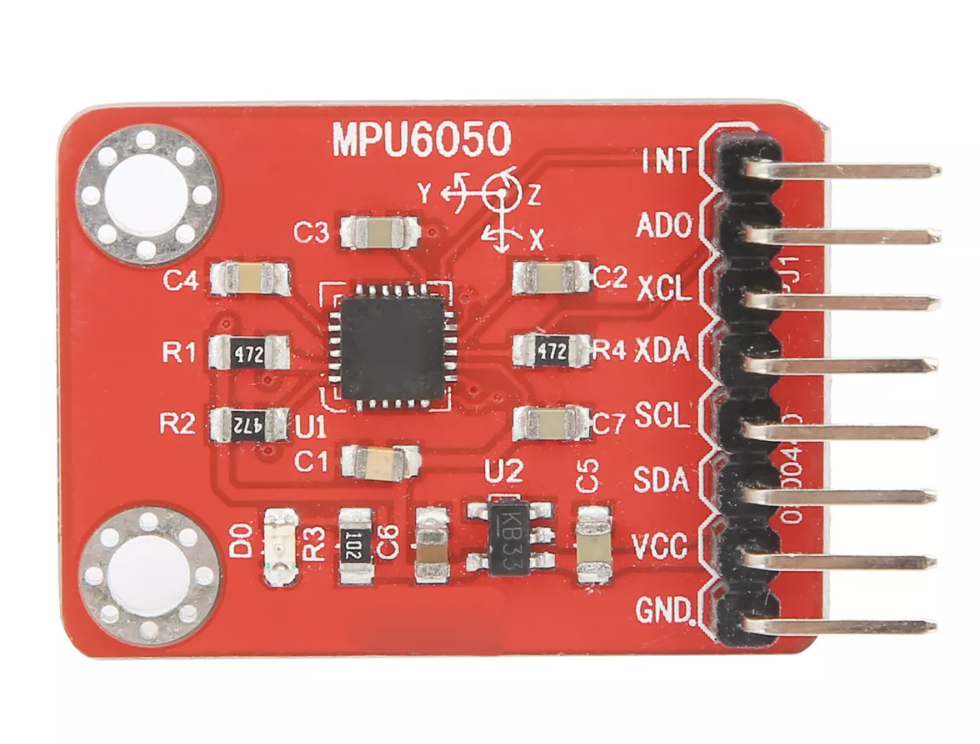 MPU6050
INT
Y
Z
ADO
C3
X
C4
C2
XCL
J1
R1
472
472
R4
XDA
R2
472
U1
C7
SCL
C1
U2
C5
SDA
D0
R3
102
C6
KB33
VCC
GND.